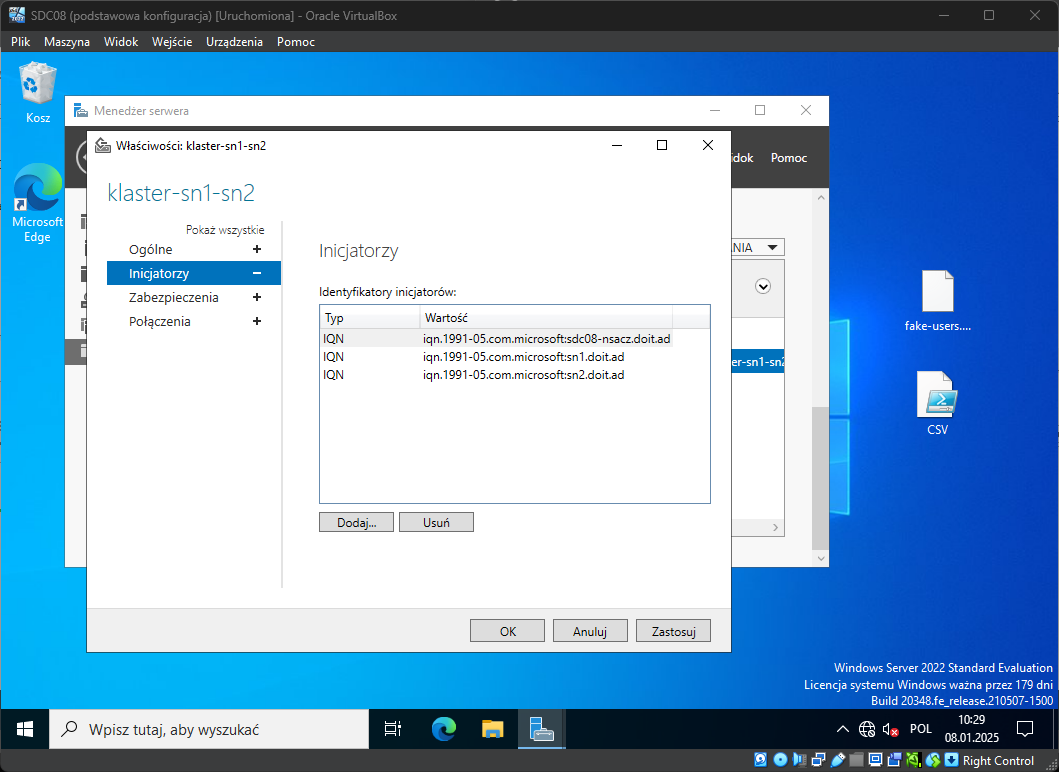 SDC08 (podstawowa konfiguracja) [Uruchomiona] - Oracle VirtualBox
Plik Maszyna Widok Wejście Urządzenia Pomoc
Kosz
Microsoft
Edge
Menedżer serwera
idok Pomoc
Właściwości: klaster-sn1-sn2
klaster-sn1-sn2
Pokaż wszystkie
Ogólne +
Inicjatorzy −
Zabezpieczenia +
Połączenia +
Inicjatorzy
Identyfikatory inicjatorów:
Typ Wartość
IQN iqn.1991-05.com.microsoft:sdc08-nsacz.doit.ad
IQN iqn.1991-05.com.microsoft:sn1.doit.ad
IQN iqn.1991-05.com.microsoft:sn2.doit.ad
Dodaj... Usuń
OK Anuluj Zastosuj
NIA
er-sn1-sn2
fake-users....
CSV
Windows Server 2022 Standard Evaluation
Licencja systemu Windows ważna przez 179 dni
Build 20348.fe_release.210507-1500
Wpisz tutaj, aby wyszukać
POL
10:29
08.01.2025
Right Control